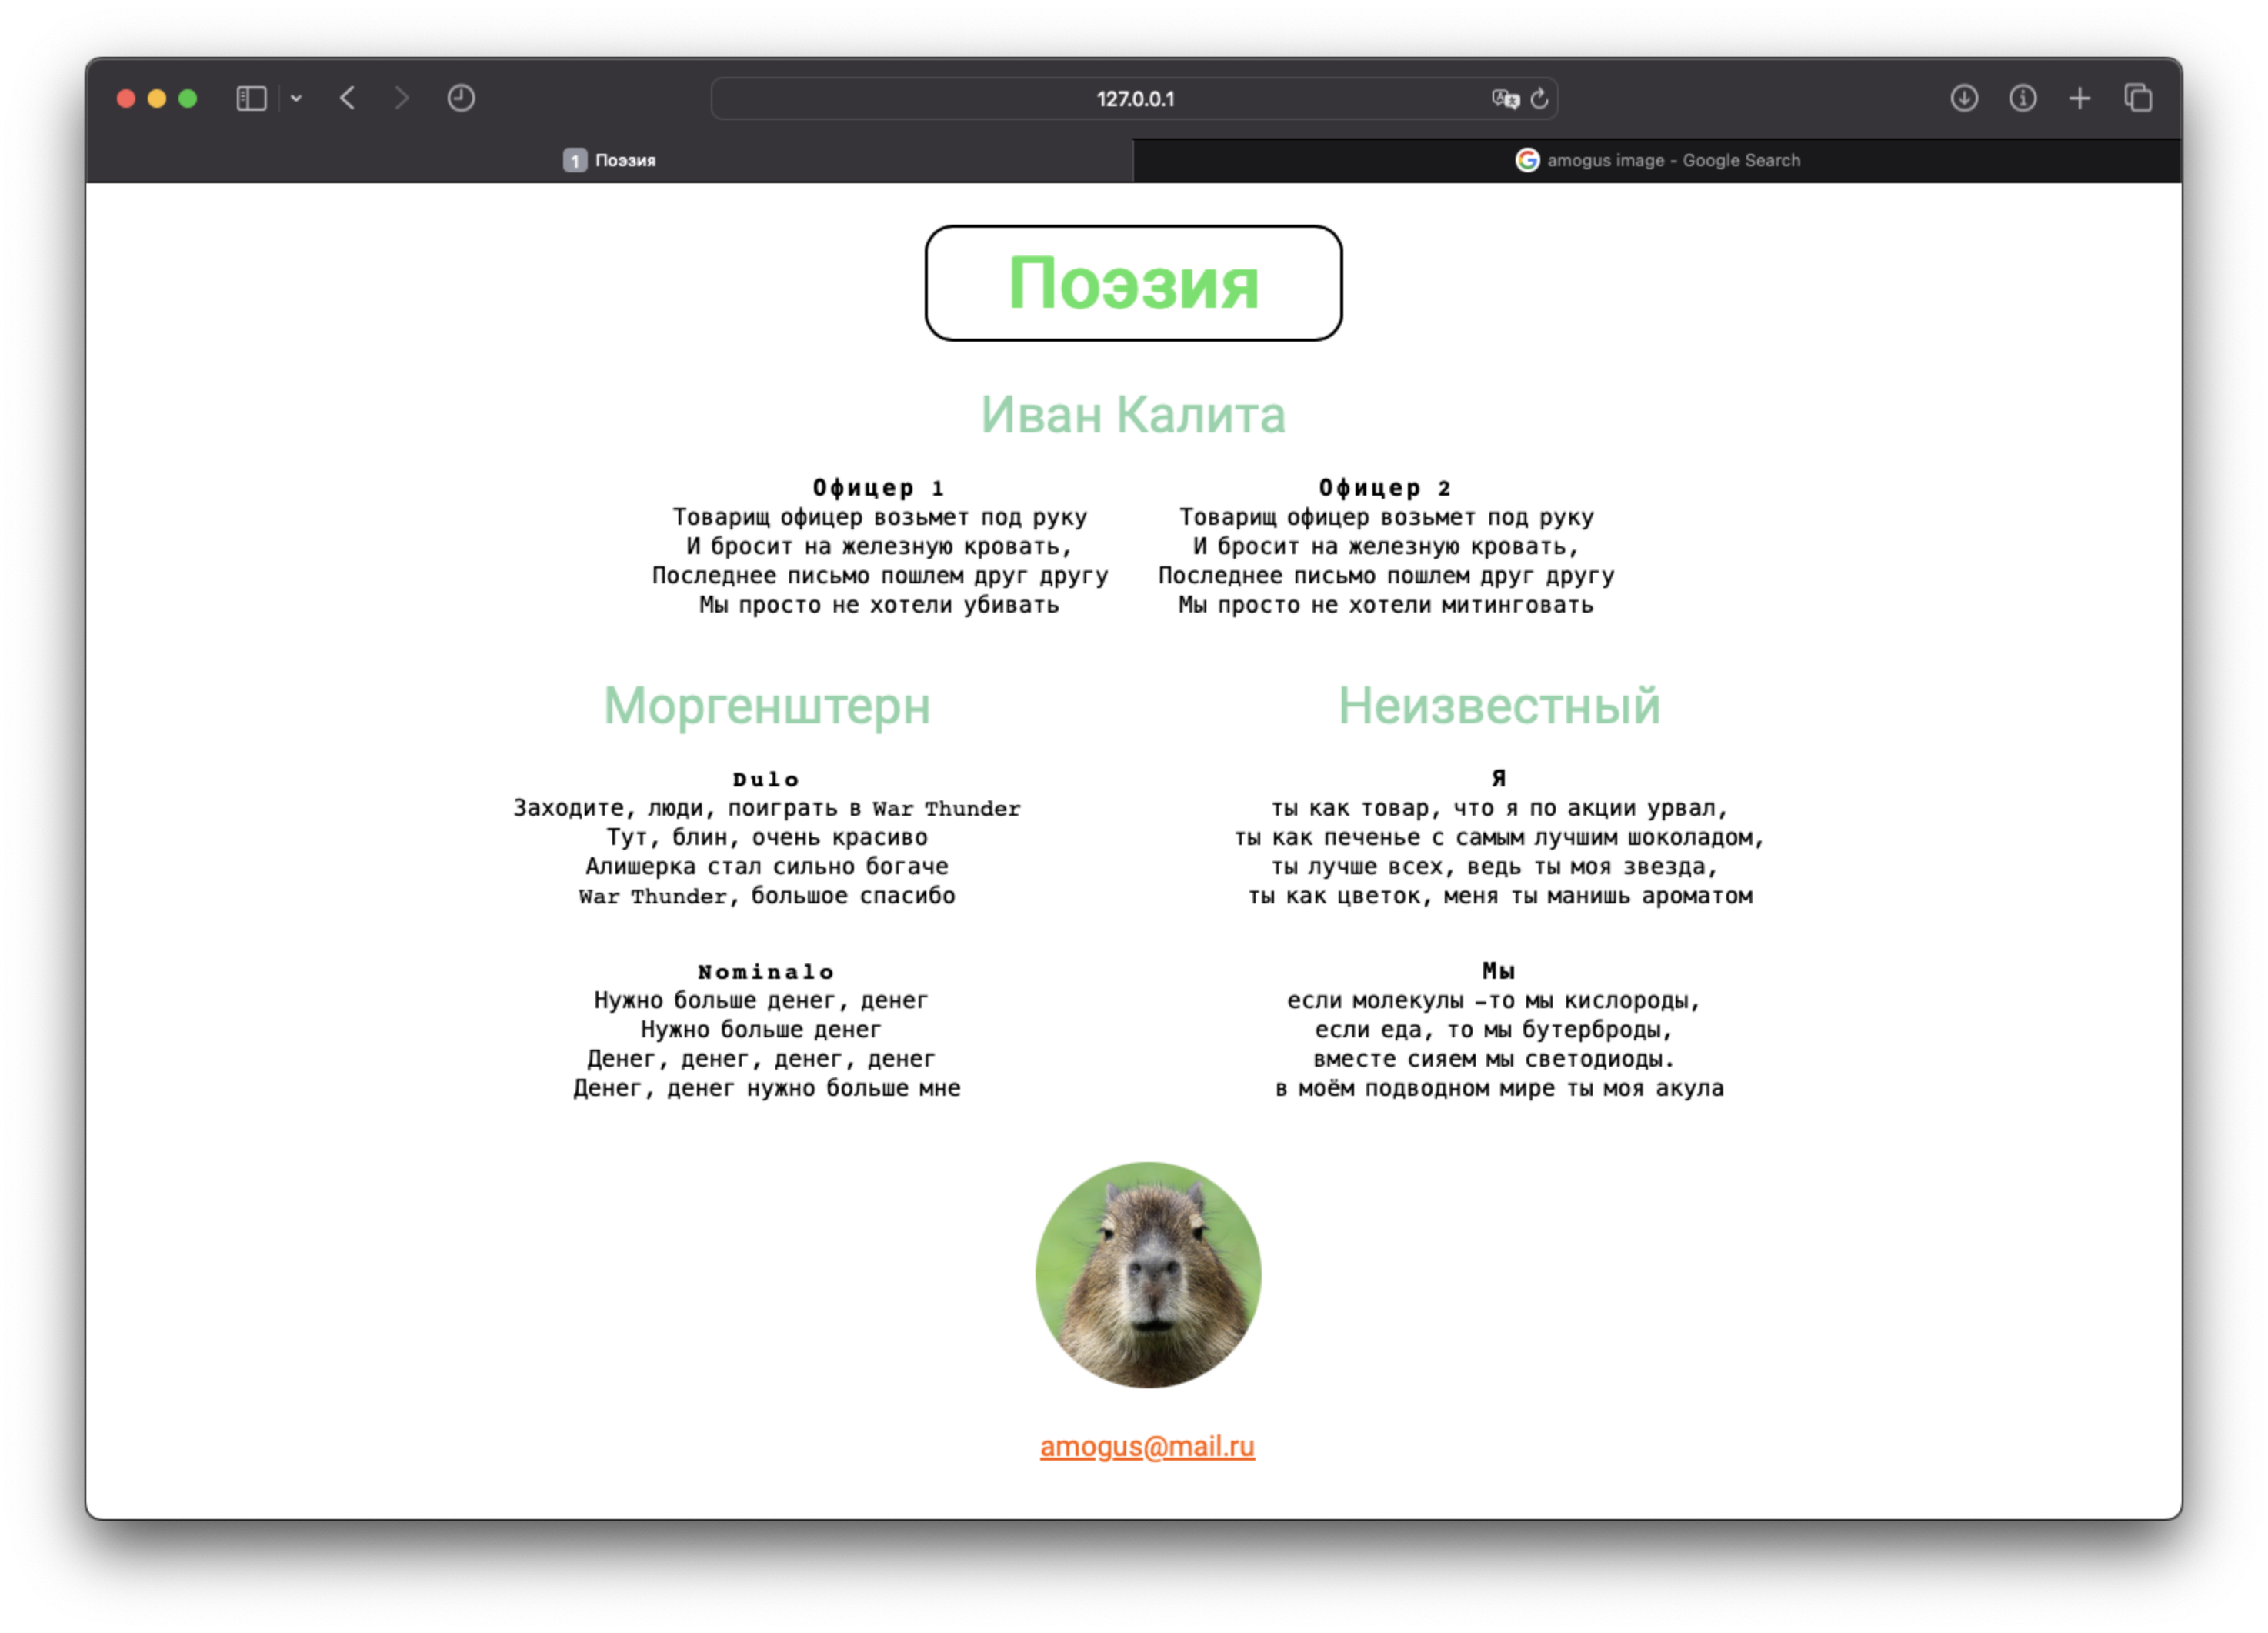 127.0.0.1
1 Поэзия
amogus image - Google Search
Поэзия
Иван Калита
Офицер 1
Товарищ офицер возьмет под руку
И бросит на железную кровать,
Последнее письмо пошлем друг другу
Мы просто не хотели убивать
Офицер 2
Товарищ офицер возьмет под руку
И бросит на железную кровать,
Последнее письмо пошлем друг другу
Мы просто не хотели митинговать
Моргенштерн
Dulo
Заходите, люди, поиграть в War Thunder
Тут, блин, очень красиво
Алишерка стал сильно богаче
War Thunder, большое спасибо
Nominalo
Нужно больше денег, денег
Нужно больше денег
Денег, денег, денег, денег
Денег, денег нужно больше мне
Неизвестный
Я
ты как товар, что я по акции урвал,
ты как печенье с самым лучшим шоколадом,
ты лучше всех, ведь ты моя звезда,
ты как цветок, меня ты манишь ароматом
Мы
если молекулы –то мы кислороды,
если еда, то мы бутерброды,
вместе сияем мы светодиоды.
в моём подводном мире ты моя акула
amogus@mail.ru